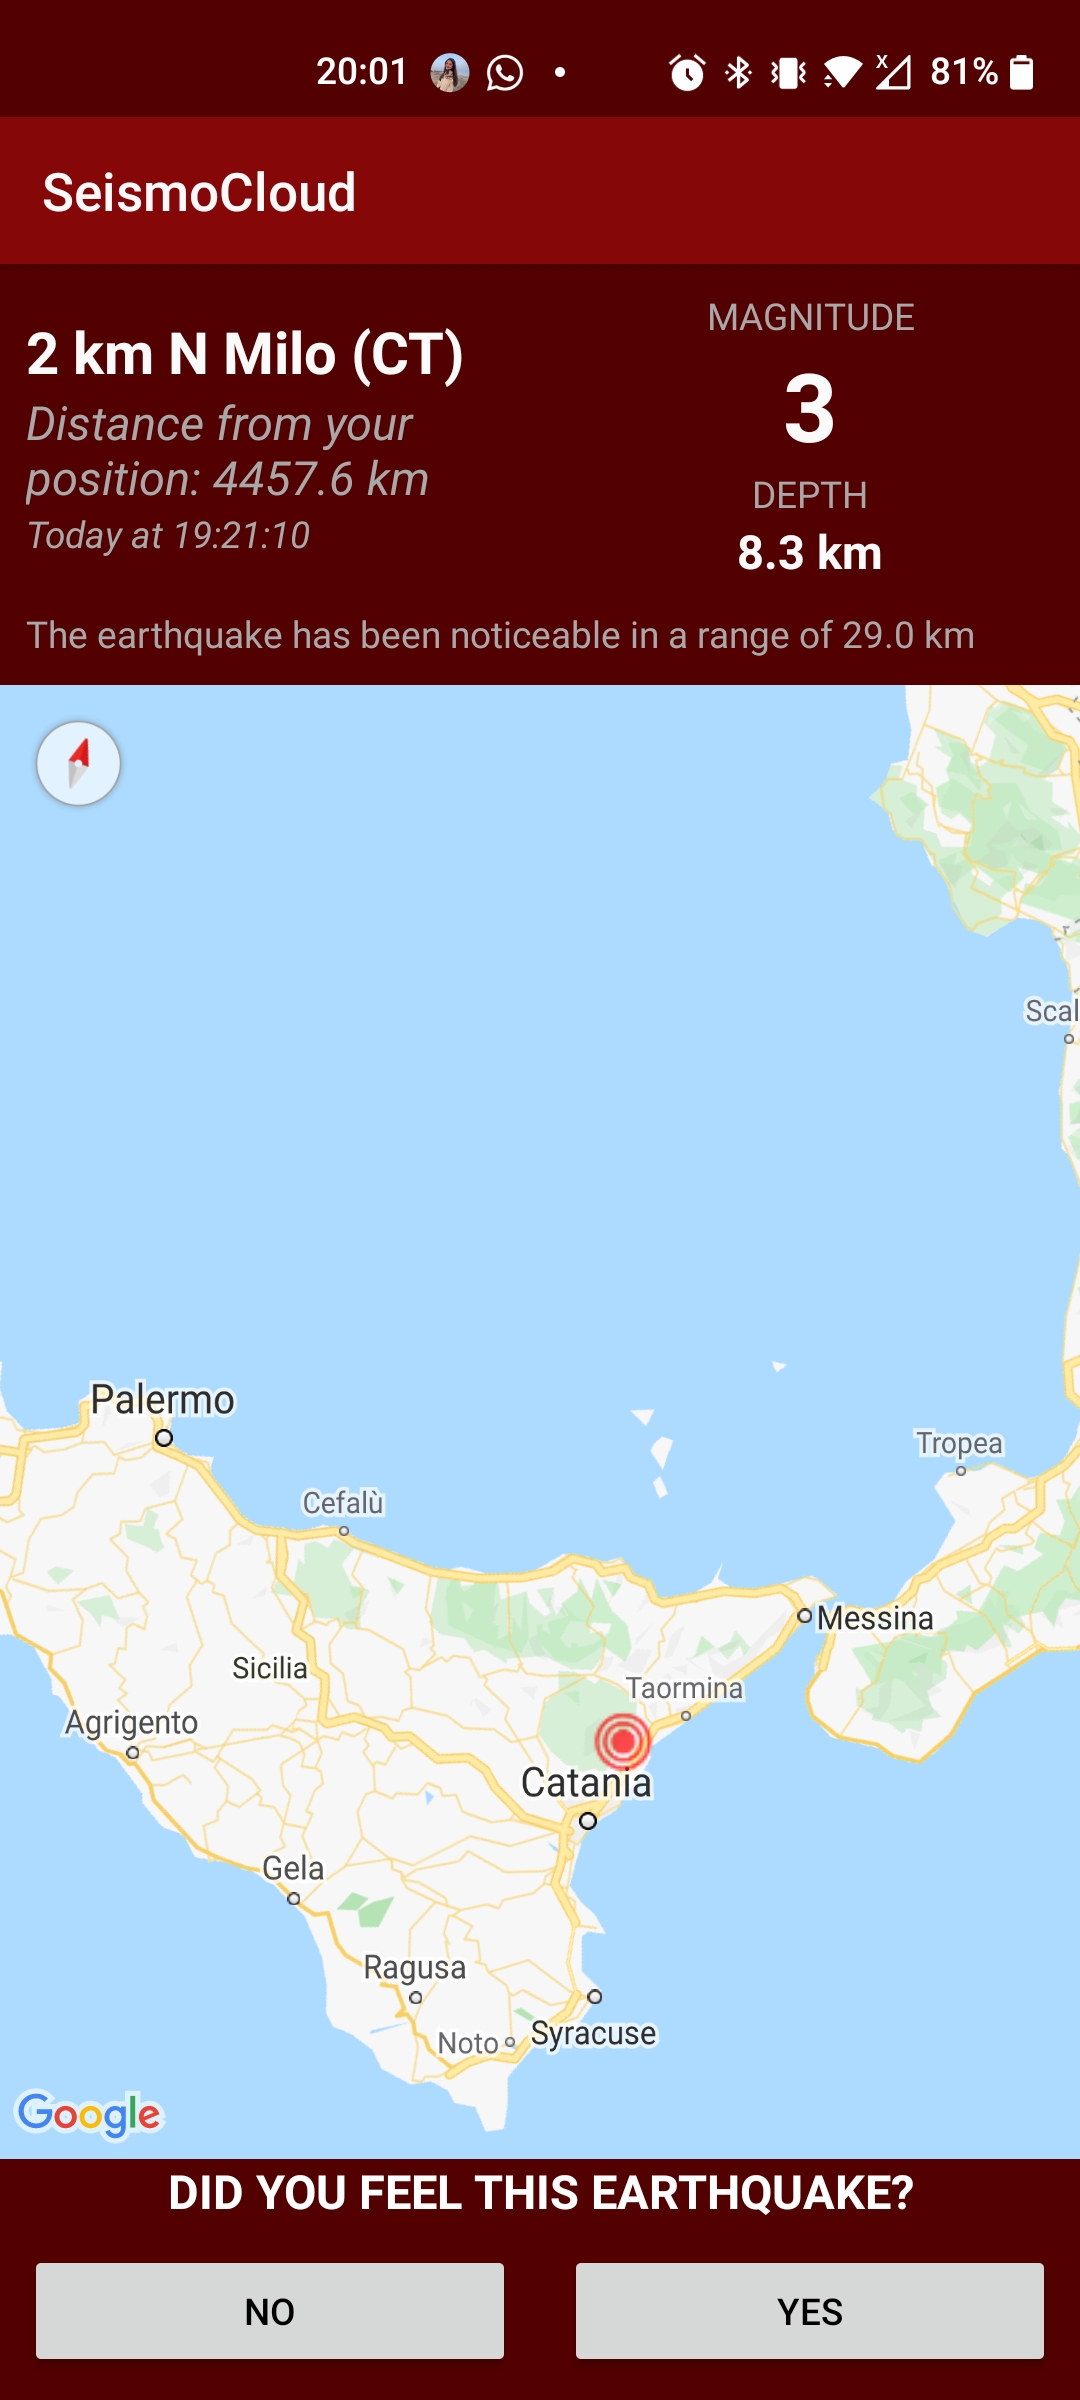 20:01
81%
SeismoCloud
2 km N Milo (CT)
Distance from your
position: 4457.6 km
Today at 19:21:10
MAGNITUDE
3
DEPTH
8.3 km
The earthquake has been noticeable in a range of 29.0 km
Scal
Palermo
Tropea
Cefalù
Messina
Sicilia
Taormina
Agrigento
Catania
Gela
Ragusa
Noto
Syracuse
Google
DID YOU FEEL THIS EARTHQUAKE?
NO
YES